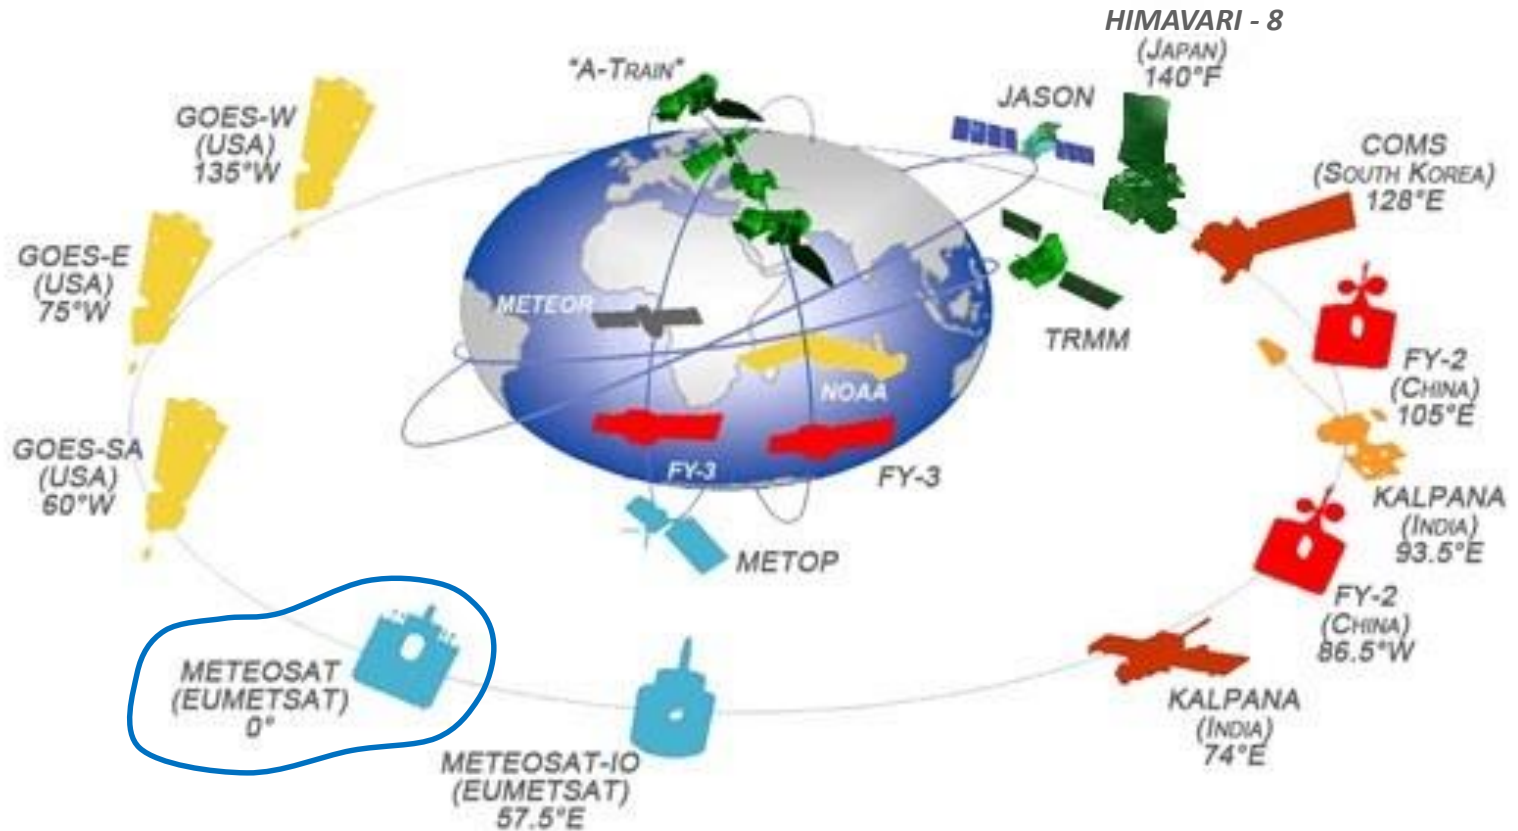 HIMAVARI - 8
(JAPAN)
140°F
"A-TRAIN"
JASON
GOES-W
(USA)
135°W
COMS
(SOUTH KOREA)
128°E
GOES-E
(USA)
75°W
METEOR
TRMM
FY-2
(CHINA)
105°E
NOAA
GOES-SA
(USA)
60°W
FY-3
FY-3
KALPANA
(INDIA)
93.5°E
METOP
FY-2
(CHINA)
86.5°W
METEOSAT
(EUMETSAT)
0°
KALPANA
(INDIA)
74°E
METEOSAT-IO
(EUMETSAT)
57.5°E